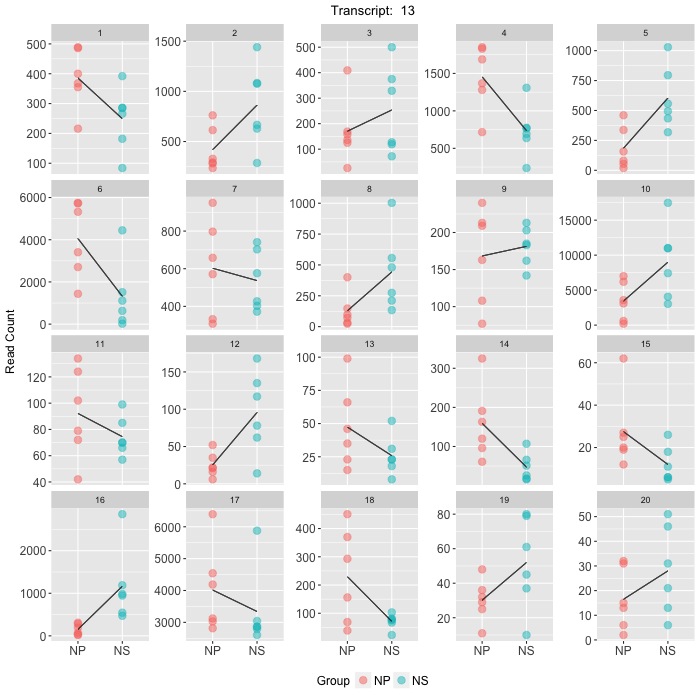 Transcript: 13
1 2 3 4 5
500 400 300 200 100
1500 1000 500
500 400 300 200 100 0
1500 1000 500
1000 750 500 250 0
6 7 8 9 10
6000 4000 2000 0
800 600 400
1000 750 500 250 0
200 150 100
15000 10000 5000 0
Read Count
11 12 13 14 15
120 100 80 60 40
150 100 50 0
100 75 50 25
300 200 100
60 40 20
16 17 18 19 20
2000 1000 0
6000 5000 4000 3000
400 300 200 100
80 60 40 20
50 40 30 20 10 0
NP NS NP NS NP NS NP NS NP NS
Group NP NS